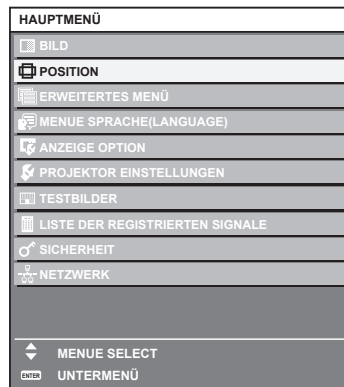 HAUPTMENÜ
BILD
POSITION
ERWEITERTES MENÜ
MENUE SPRACHE(LANGUAGE)
ANZEIGE OPTION
PROJEKTOR EINSTELLUNGEN
TESTBILDER
LISTE DER REGISTRIERTEN SIGNALE
SICHERHEIT
NETZWERK
MENUE SELECT
ENTER UNTERMENÜ